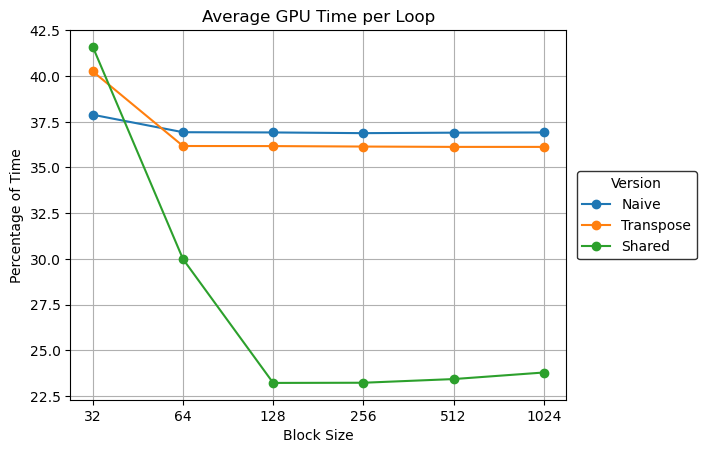 Average GPU Time per Loop
Percentage of Time
42.5
40.0
37.5
35.0
32.5
30.0
27.5
25.0
22.5
32 64 128 256 512 1024
Block Size
Version
Naive
Transpose
Shared